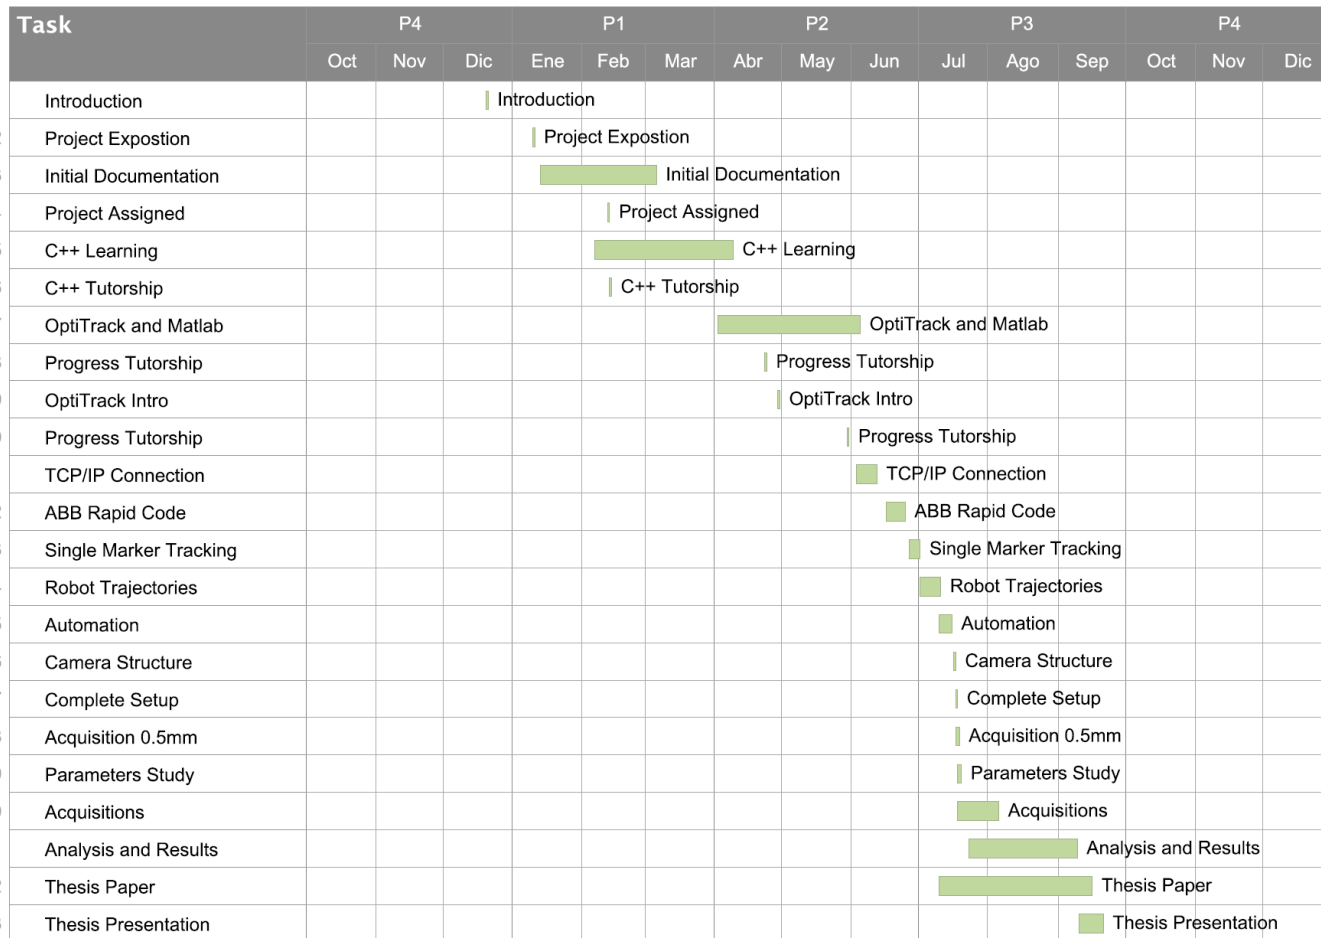 Task P4 P1 P2 P3 P4
Oct Nov Dic Ene Feb Mar Abr May Jun Jul Ago Sep Oct Nov Dic
Introduction Introduction
Project Expostion Project Expostion
Initial Documentation Initial Documentation
Project Assigned Project Assigned
C++ Learning C++ Learning
C++ Tutorship C++ Tutorship
OptiTrack and Matlab OptiTrack and Matlab
Progress Tutorship Progress Tutorship
OptiTrack Intro OptiTrack Intro
Progress Tutorship Progress Tutorship
TCP/IP Connection TCP/IP Connection
ABB Rapid Code ABB Rapid Code
Single Marker Tracking Single Marker Tracking
Robot Trajectories Robot Trajectories
Automation Automation
Camera Structure Camera Structure
Complete Setup Complete Setup
Acquisition 0.5mm Acquisition 0.5mm
Parameters Study Parameters Study
Acquisitions Acquisitions
Analysis and Results Analysis and Results
Thesis Paper Thesis Paper
Thesis Presentation Thesis Presentation